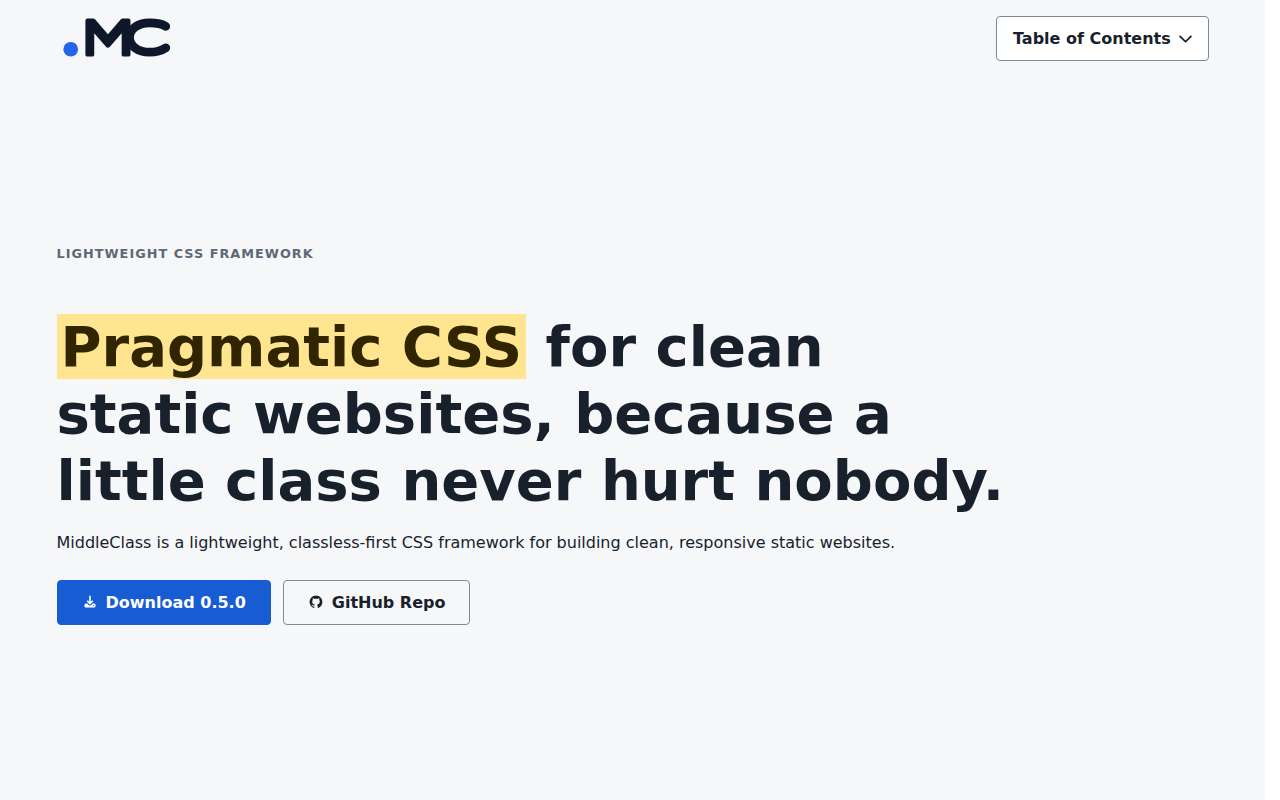 .MC
Table of Contents
LIGHTWEIGHT CSS FRAMEWORK
Pragmatic CSS for clean
static websites, because a
little class never hurt nobody.
MiddleClass is a lightweight, classless-first CSS framework for building clean, responsive static websites.
Download 0.5.0
GitHub Repo